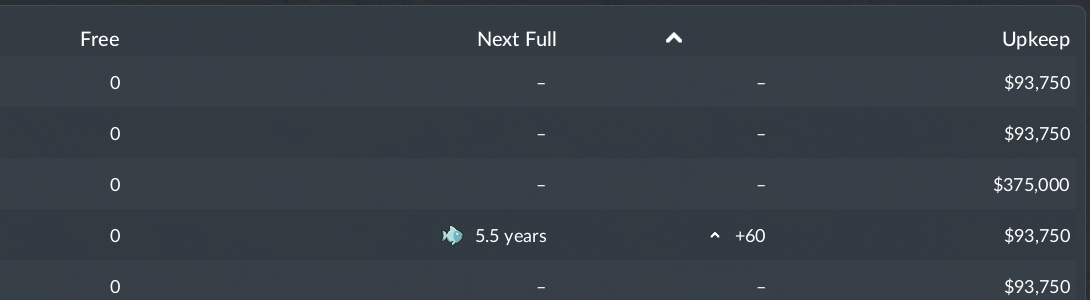 Free Next Full Upkeep
0 – – $93,750
0 – – $93,750
0 – – $375,000
0 5.5 years +60 $93,750
0 – – $93,750